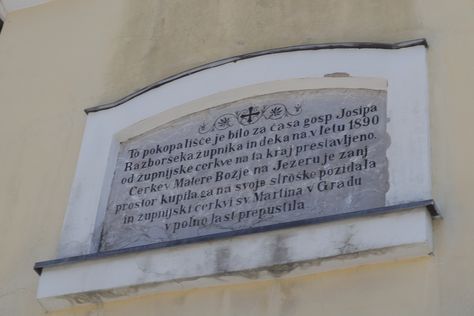 To pokopališče je bilo za časa gosp. Josipa
Razboršeka župnika in dekana, v letu 1890
od župnijske cerkve na ta kraj prestavljeno.
Cerkev Matere Božje na Jezeru je zanj
prostor kupila, ga na svoje stroške pozidala
in župnijski cerkvi sv. Martina v Gradu
v polno last prepustila.